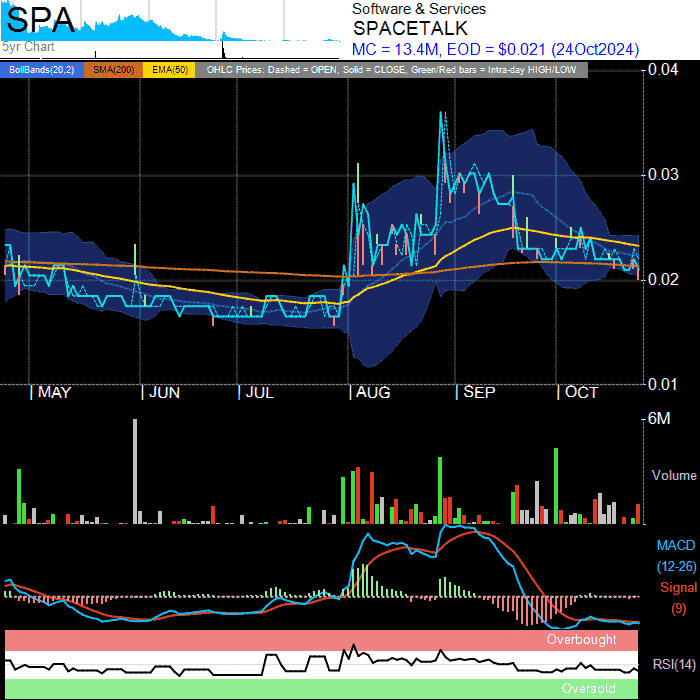 SPA
5yr Chart
Software & Services
SPACETALK
MC = 13.4M, EOD = $0.021 (24Oct2024)
BollBands(20,2) SMA(200) EMA(50) OHLC Prices: Dashed = OPEN, Solid = CLOSE, Green/Red bars = Intra-day HIGH/LOW
0.04
0.03
0.02
0.01
MAY JUN JUL AUG SEP OCT
6M
Volume
MACD
(12-26)
Signal
(9)
Overbought
RSI(14)
Oversold